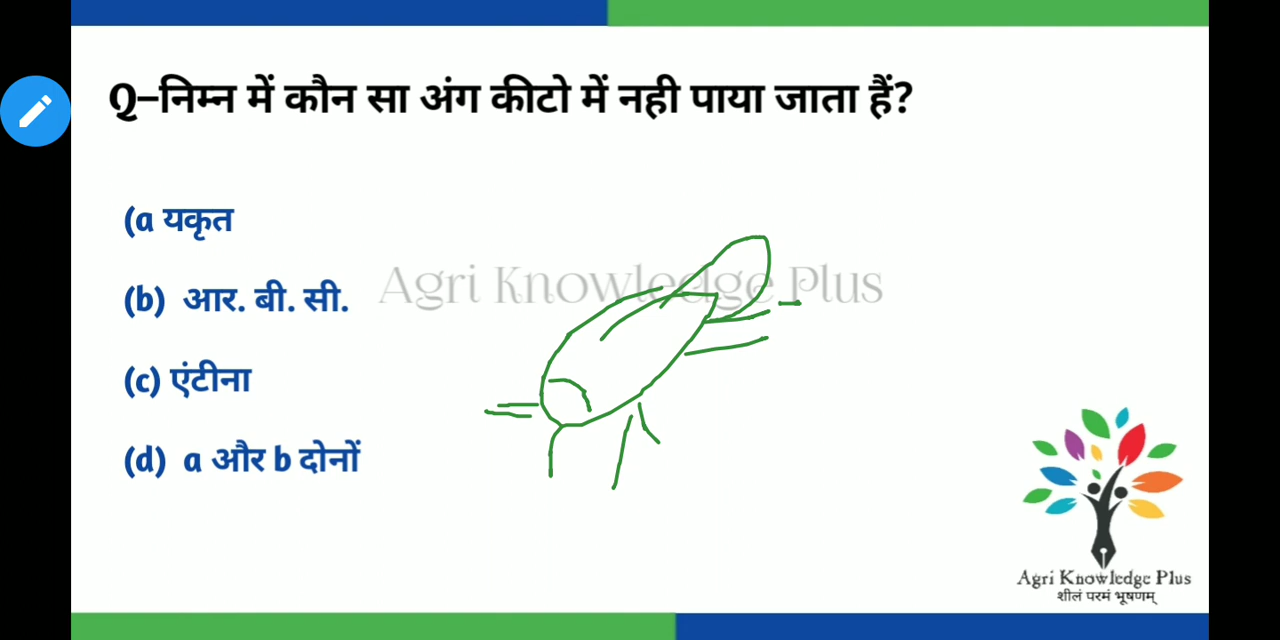 Q–निम्न में कौन सा अंग कीटो में नही पाया जाता हैं?
(a यकृत
(b) आर. बी. सी.
Agri Knowledge Plus
(c) एंटीना
(d) a और b दोनों
Agri Knowledge Plus
शीलं परमं भूषणम्